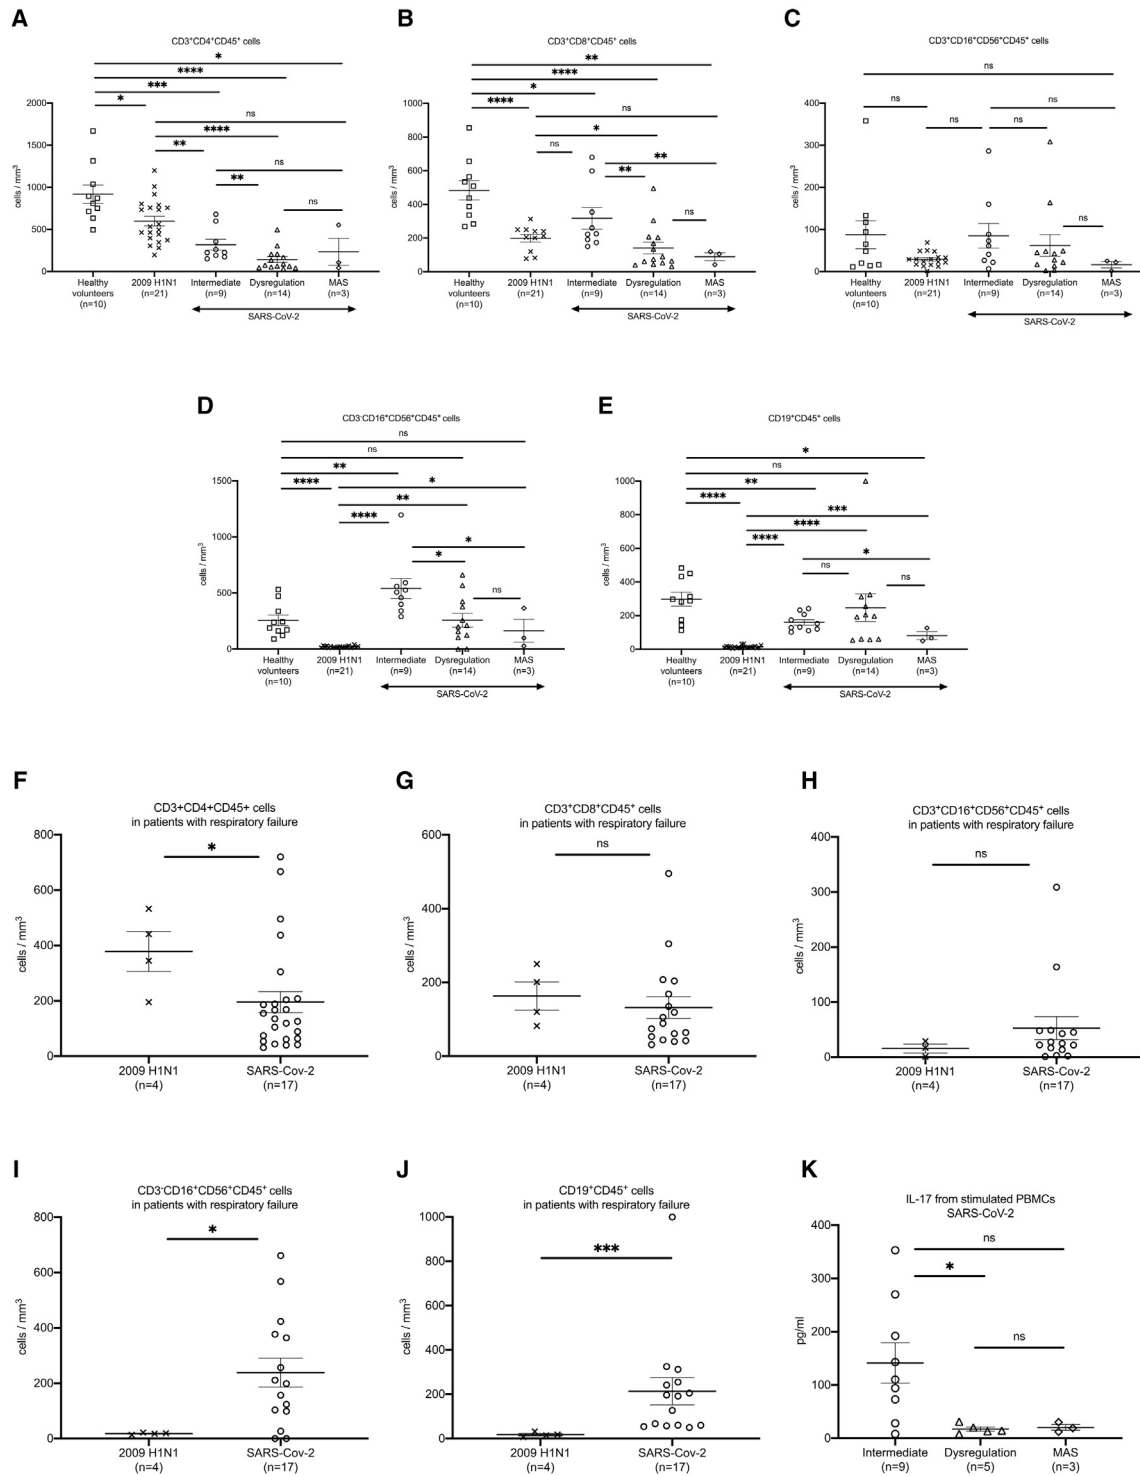 A
CD3⁺CD4⁺CD45⁺ cells
*
****
***
*
ns
****
**
ns
**
ns
cells / mm³
2000
1000
500
0
Healthy
volunteers
(n=10)
2009 H1N1
(n=21)
Intermediate
(n=9)
Dysregulation
(n=14)
MAS
(n=3)
SARS-CoV-2
B
CD3⁺CD8⁺CD45⁺ cells
**
****
*
****
ns
*
ns
**
**
ns
cells / mm³
1000
800
600
400
200
0
Healthy
volunteers
(n=10)
2009 H1N1
(n=21)
Intermediate
(n=9)
Dysregulation
(n=14)
MAS
(n=3)
SARS-CoV-2
C
CD3⁺CD16⁺CD56⁺CD45⁺ cells
ns
ns
ns
ns
ns
ns
cells / mm³
400
300
200
100
0
Healthy
volunteers
(n=10)
2009 H1N1
(n=21)
Intermediate
(n=9)
Dysregulation
(n=14)
MAS
(n=3)
SARS-CoV-2
D
CD3⁻CD16⁺CD56⁺CD45⁺ cells
ns
ns
**
****
*
**
****
*
*
ns
cells / mm³
1500
1000
500
0
Healthy
volunteers
(n=10)
2009 H1N1
(n=21)
Intermediate
(n=9)
Dysregulation
(n=14)
MAS
(n=3)
SARS-CoV-2
E
CD19⁺CD45⁺ cells
*
ns
**
****
***
****
****
*
ns
ns
cells / mm³
1000
800
600
400
200
0
Healthy
volunteers
(n=10)
2009 H1N1
(n=21)
Intermediate
(n=9)
Dysregulation
(n=14)
MAS
(n=3)
SARS-CoV-2
F
CD3+CD4+CD45+ cells
in patients with respiratory failure
*
cells / mm³
800
600
400
200
0
2009 H1N1
(n=4)
SARS-Cov-2
(n=17)
G
CD3⁺CD8⁺CD45⁺ cells
in patients with respiratory failure
ns
cells / mm³
600
400
200
0
2009 H1N1
(n=4)
SARS-Cov-2
(n=17)
H
CD3⁺CD16⁺CD56⁺CD45⁺ cells
in patients with respiratory failure
ns
cells / mm³
400
300
200
100
0
2009 H1N1
(n=4)
SARS-Cov-2
(n=17)
I
CD3⁻CD16⁺CD56⁺CD45⁺ cells
in patients with respiratory failure
*
cells / mm³
800
600
400
200
0
2009 H1N1
(n=4)
SARS-Cov-2
(n=17)
J
CD19⁺CD45⁺ cells
in patients with respiratory failure
***
cells / mm³
1000
800
600
400
200
0
2009 H1N1
(n=4)
SARS-Cov-2
(n=17)
K
IL-17 from stimulated PBMCs
SARS-CoV-2
ns
*
ns
pg/ml
400
300
200
100
0
Intermediate
(n=9)
Dysregulation
(n=5)
MAS
(n=3)